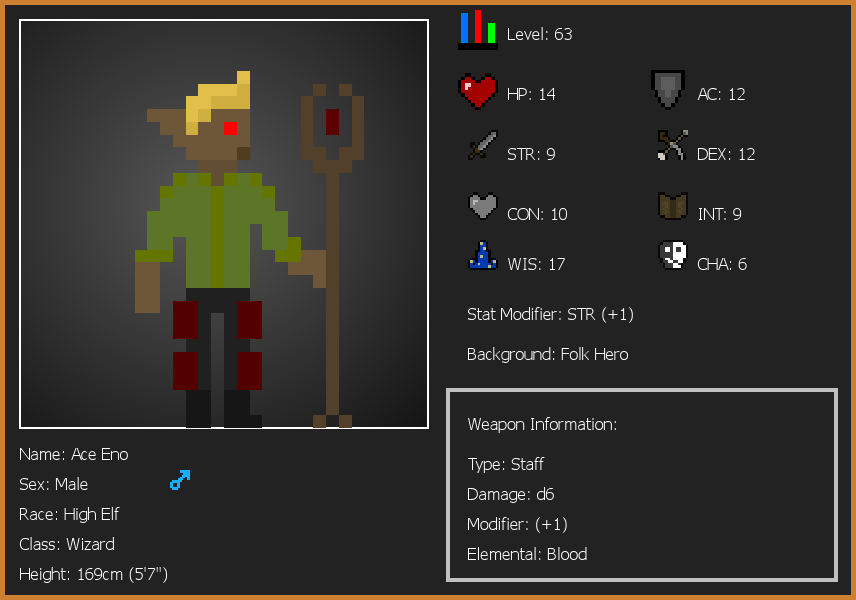 Level: 63
HP: 14
AC: 12
STR: 9
DEX: 12
CON: 10
INT: 9
WIS: 17
CHA: 6
Stat Modifier: STR (+1)
Background: Folk Hero
Weapon Information:
Type: Staff
Damage: d6
Modifier: (+1)
Elemental: Blood
Name: Ace Eno
Sex: Male
Race: High Elf
Class: Wizard
Height: 169cm (5'7")